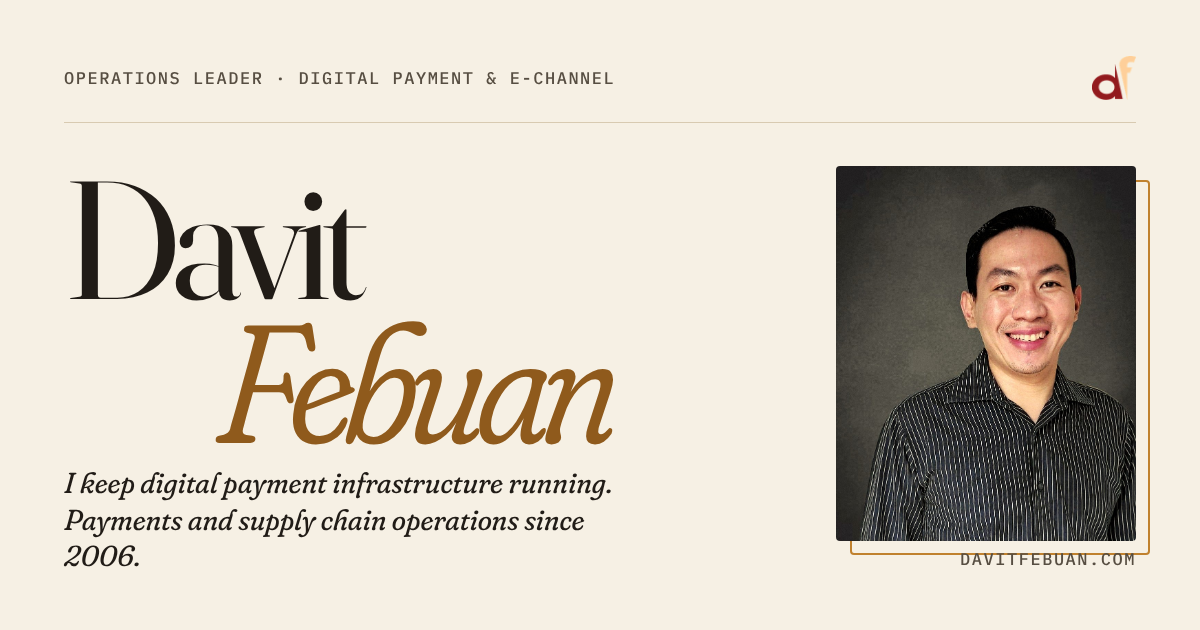 OPERATIONS LEADER · DIGITAL PAYMENT & E-CHANNEL
df
Davit
Febuan
I keep digital payment infrastructure running.
Payments and supply chain operations since
2006.
DAVITFEBUAN.COM